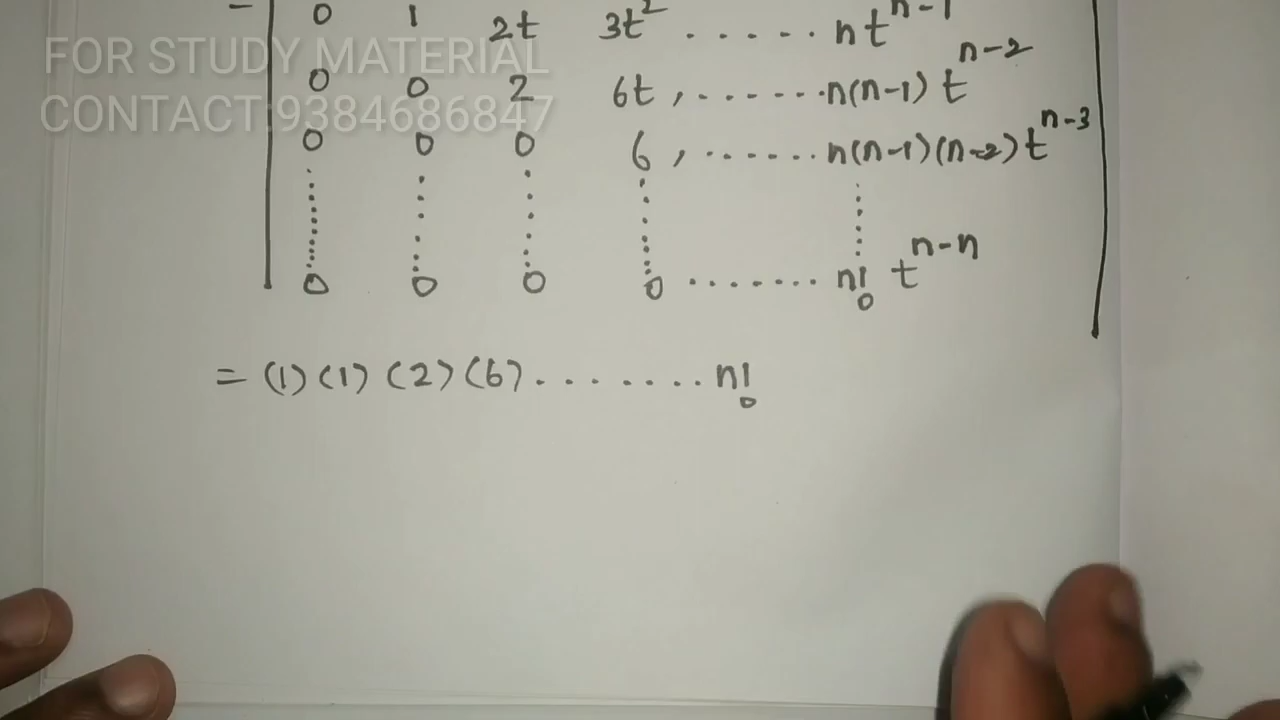 0 1 2t 3t² ...... nt^(n-1)
FOR STUDY MATERIAL
0 0 2 6t , ........ n(n-1) t^(n-2)
CONTACT:9384686847
0 0 0 6 , ....... n(n-1)(n-2) t^(n-3)
0 0 0 0 ....... n! t^(n-n)
= (1) (1) (2) (6) ........ n!